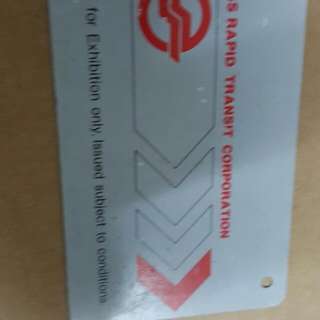 RAPID TRANSIT CORPORATION
for Exhibition only. Issued subject to conditions